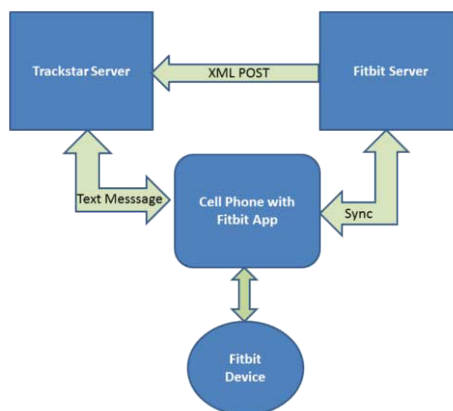 Trackstar Server
XML POST
Fitbit Server
Text Messsage
Cell Phone with
Fitbit App
Sync
Fitbit
Device